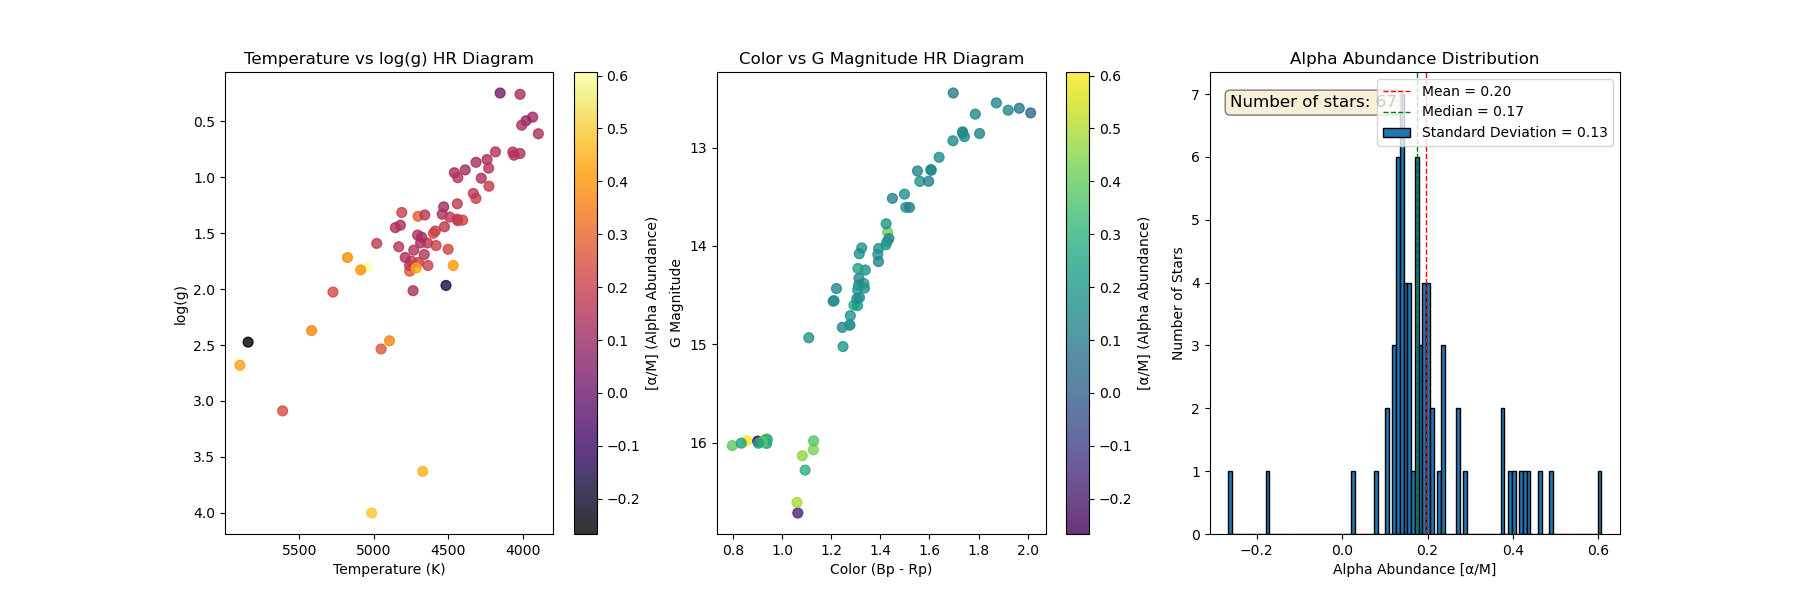 Temperature vs log(g) HR Diagram
log(g)
0.5
1.0
1.5
2.0
2.5
3.0
3.5
4.0
5500 5000 4500 4000
Temperature (K)
0.6
0.5
0.4
0.3
0.2
0.1
0.0
−0.1
−0.2
[α/M] (Alpha Abundance)
Color vs G Magnitude HR Diagram
G Magnitude
13
14
15
16
0.8 1.0 1.2 1.4 1.6 1.8 2.0
Color (Bp - Rp)
0.6
0.5
0.4
0.3
0.2
0.1
0.0
−0.1
−0.2
[α/M] (Alpha Abundance)
Alpha Abundance Distribution
Number of Stars
7
6
5
4
3
2
1
0
Number of stars: 67
Mean = 0.20
Median = 0.17
Standard Deviation = 0.13
−0.2 0.0 0.2 0.4 0.6
Alpha Abundance [α/M]